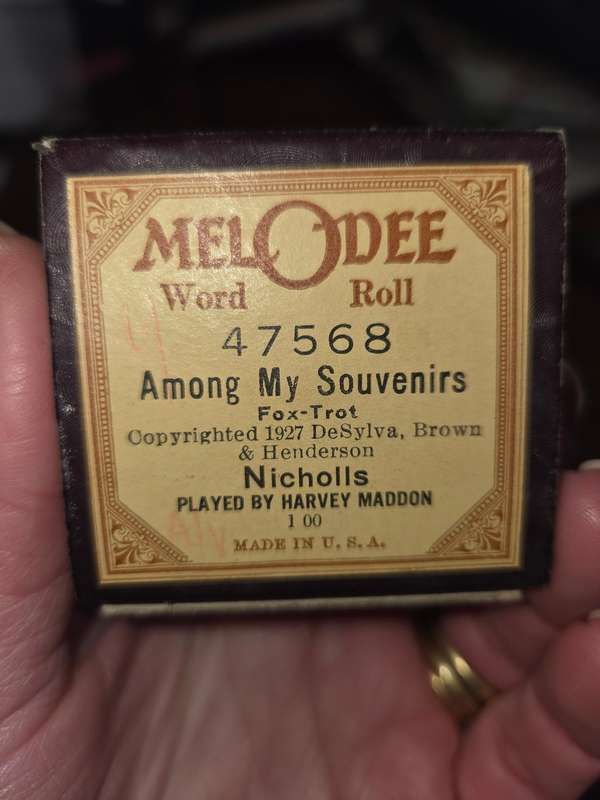 MELODEE
Word Roll
47568
Among My Souvenirs
Fox-Trot
Copyrighted 1927 DeSylva, Brown
& Henderson
Nicholls
PLAYED BY HARVEY MADDON
1 00
MADE IN U. S. A.